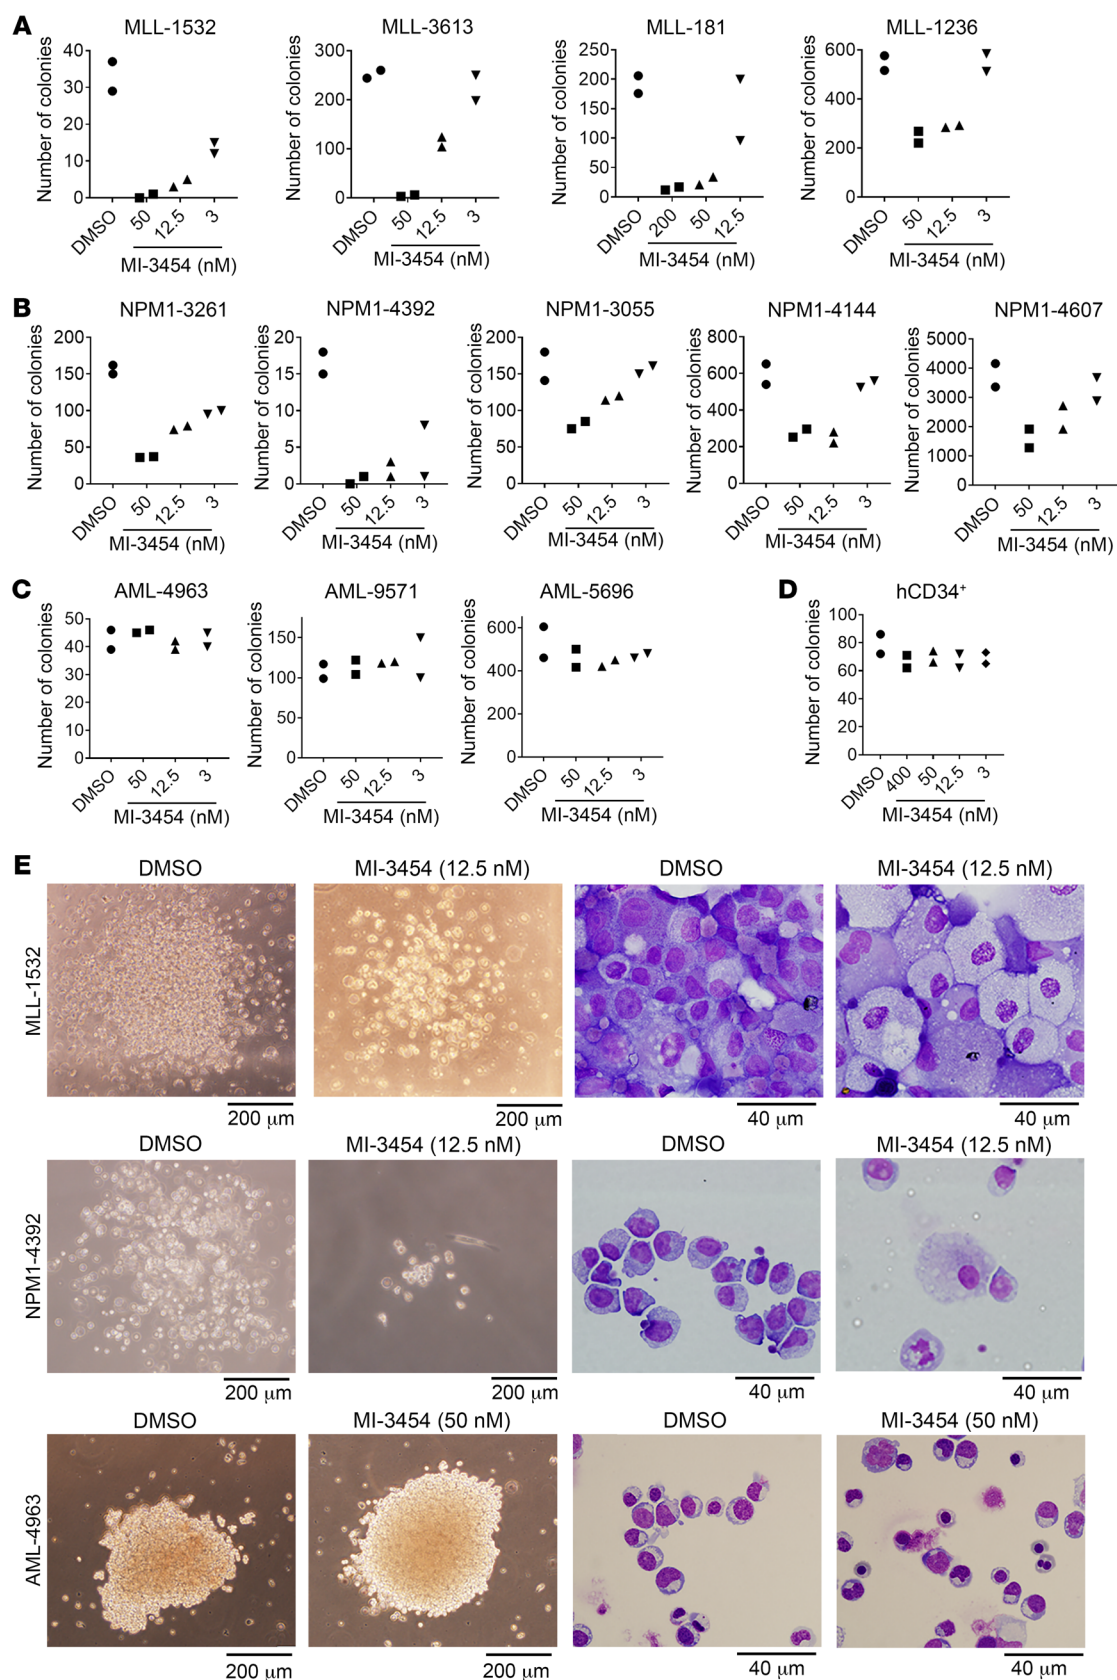 A
MLL-1532
MLL-3613
MLL-181
MLL-1236
Number of colonies
40
30
20
10
0
DMSO
50
12.5
3
MI-3454 (nM)
Number of colonies
300
200
100
0
DMSO
50
12.5
3
MI-3454 (nM)
Number of colonies
250
200
150
100
50
0
DMSO
200
50
12.5
MI-3454 (nM)
Number of colonies
600
400
200
0
DMSO
50
12.5
3
MI-3454 (nM)
B
NPM1-3261
NPM1-4392
NPM1-3055
NPM1-4144
NPM1-4607
Number of colonies
200
150
100
50
0
DMSO
50
12.5
3
MI-3454 (nM)
Number of colonies
20
15
10
5
0
DMSO
50
12.5
3
MI-3454 (nM)
Number of colonies
200
150
100
50
0
DMSO
50
12.5
3
MI-3454 (nM)
Number of colonies
800
600
400
200
0
DMSO
50
12.5
3
MI-3454 (nM)
Number of colonies
5000
4000
3000
2000
1000
0
DMSO
50
12.5
3
MI-3454 (nM)
C
AML-4963
AML-9571
AML-5696
Number of colonies
50
40
30
20
10
0
DMSO
50
12.5
3
MI-3454 (nM)
Number of colonies
150
100
50
0
DMSO
50
12.5
3
MI-3454 (nM)
Number of colonies
600
400
200
0
DMSO
50
12.5
3
MI-3454 (nM)
D
hCD34⁺
Number of colonies
100
80
60
40
20
0
DMSO
400
50
12.5
3
MI-3454 (nM)
E
DMSO
MI-3454 (12.5 nM)
DMSO
MI-3454 (12.5 nM)
MLL-1532
200 μm
200 μm
40 μm
40 μm
DMSO
MI-3454 (12.5 nM)
DMSO
MI-3454 (12.5 nM)
NPM1-4392
200 μm
200 μm
40 μm
40 μm
DMSO
MI-3454 (50 nM)
DMSO
MI-3454 (50 nM)
AML-4963
200 μm
200 μm
40 μm
40 μm